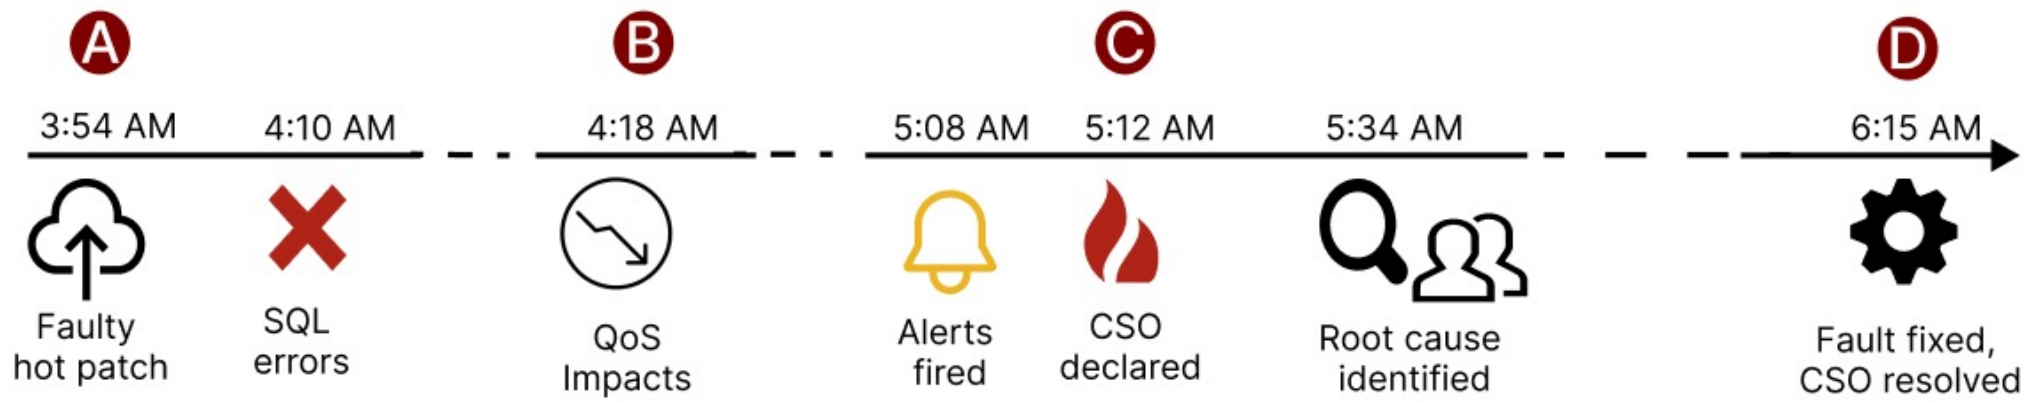 A
B
C
D
3:54 AM
4:10 AM
4:18 AM
5:08 AM
5:12 AM
5:34 AM
6:15 AM
Faulty
hot patch
SQL
errors
QoS
Impacts
Alerts
fired
CSO
declared
Root cause
identified
Fault fixed,
CSO resolved